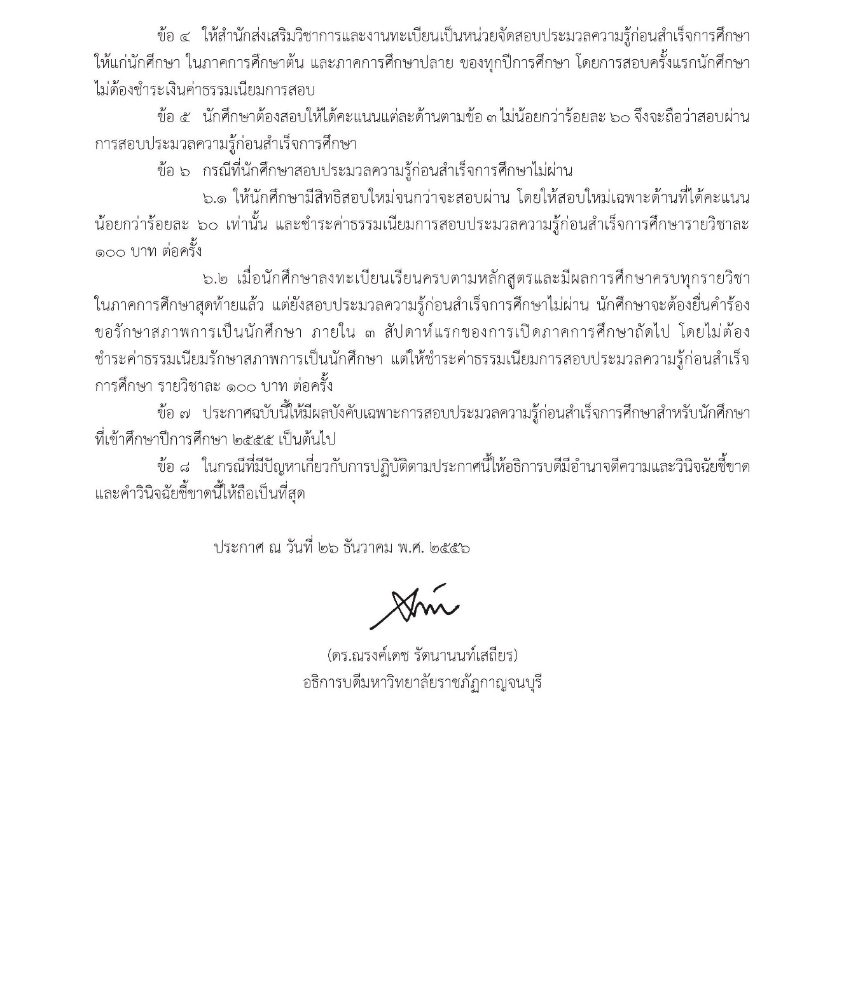 ข้อ ๔ ให้สำนักส่งเสริมวิชาการและงานทะเบียนเป็นหน่วยจัดสอบประมวลความรู้ก่อนสำเร็จการศึกษา
ให้แก่นักศึกษา ในภาคการศึกษาต้น และภาคการศึกษาปลาย ของทุกปีการศึกษา โดยการสอบครั้งแรกนักศึกษา
ไม่ต้องชำระเงินค่าธรรมเนียมการสอบ
ข้อ ๕ นักศึกษาต้องสอบให้ได้คะแนนแต่ละด้านตามข้อ ๓ ไม่น้อยกว่าร้อยละ ๖๐ จึงจะถือว่าสอบผ่าน
การสอบประมวลความรู้ก่อนสำเร็จการศึกษา
ข้อ ๖ กรณีที่นักศึกษาสอบประมวลความรู้ก่อนสำเร็จการศึกษาไม่ผ่าน
๖.๑ ให้นักศึกษามีสิทธิสอบใหม่จนกว่าจะสอบผ่าน โดยให้สอบใหม่เฉพาะด้านที่ได้คะแนน
น้อยกว่าร้อยละ ๖๐ เท่านั้น และชำระค่าธรรมเนียมการสอบประมวลความรู้ก่อนสำเร็จการศึกษารายวิชาละ
๑๐๐ บาท ต่อครั้ง
๖.๒ เมื่อนักศึกษาลงทะเบียนเรียนครบตามหลักสูตรและมีผลการศึกษาครบทุกรายวิชา
ในภาคการศึกษาสุดท้ายแล้ว แต่ยังสอบประมวลความรู้ก่อนสำเร็จการศึกษาไม่ผ่าน นักศึกษาจะต้องยื่นคำร้อง
ขอรักษาสภาพการเป็นนักศึกษา ภายใน ๓ สัปดาห์แรกของการเปิดภาคการศึกษาถัดไป โดยไม่ต้อง
ชำระค่าธรรมเนียมรักษาสภาพการเป็นนักศึกษา แต่ให้ชำระค่าธรรมเนียมการสอบประมวลความรู้ก่อนสำเร็จ
การศึกษา รายวิชาละ ๑๐๐ บาท ต่อครั้ง
ข้อ ๗ ประกาศฉบับนี้ให้มีผลบังคับเฉพาะการสอบประมวลความรู้ก่อนสำเร็จการศึกษาสำหรับนักศึกษา
ที่เข้าศึกษาปีการศึกษา ๒๕๕๕ เป็นต้นไป
ข้อ ๘ ในกรณีที่มีปัญหาเกี่ยวกับการปฏิบัติตามประกาศนี้ให้อธิการบดีมีอำนาจตีความและวินิจฉัยชี้ขาด
และคำวินิจฉัยชี้ขาดนี้ให้ถือเป็นที่สุด
ประกาศ ณ วันที่ ๒๖ ธันวาคม พ.ศ. ๒๕๕๖
(ดร.ณรงค์เดช รัตนานนท์เสถียร)
อธิการบดีมหาวิทยาลัยราชภัฏกาญจนบุรี